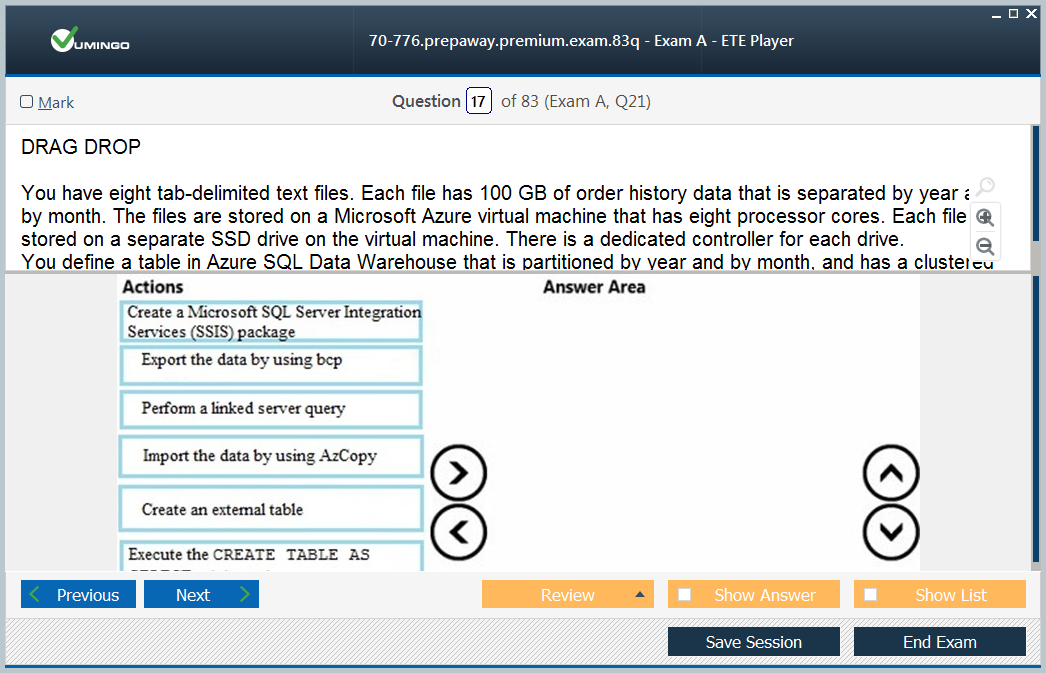 VUMINGO
70-776.prepaway.premium.exam.83q - Exam A - ETE Player
Mark
Question 17 of 83 (Exam A, Q21)
DRAG DROP
You have eight tab-delimited text files. Each file has 100 GB of order history data that is separated by year
by month. The files are stored on a Microsoft Azure virtual machine that has eight processor cores. Each file
stored on a separate SSD drive on the virtual machine. There is a dedicated controller for each drive.
You define a table in Azure SQL Data Warehouse that is partitioned by year and by month, and has a clustered
Actions
Answer Area
Create a Microsoft SQL Server Integration
Services (SSIS) package
Export the data by using bcp
Perform a linked server query
Import the data by using AzCopy
Create an external table
Execute the CREATE TABLE AS
Previous
Next
Review
Show Answer
Show List
Save Session
End Exam